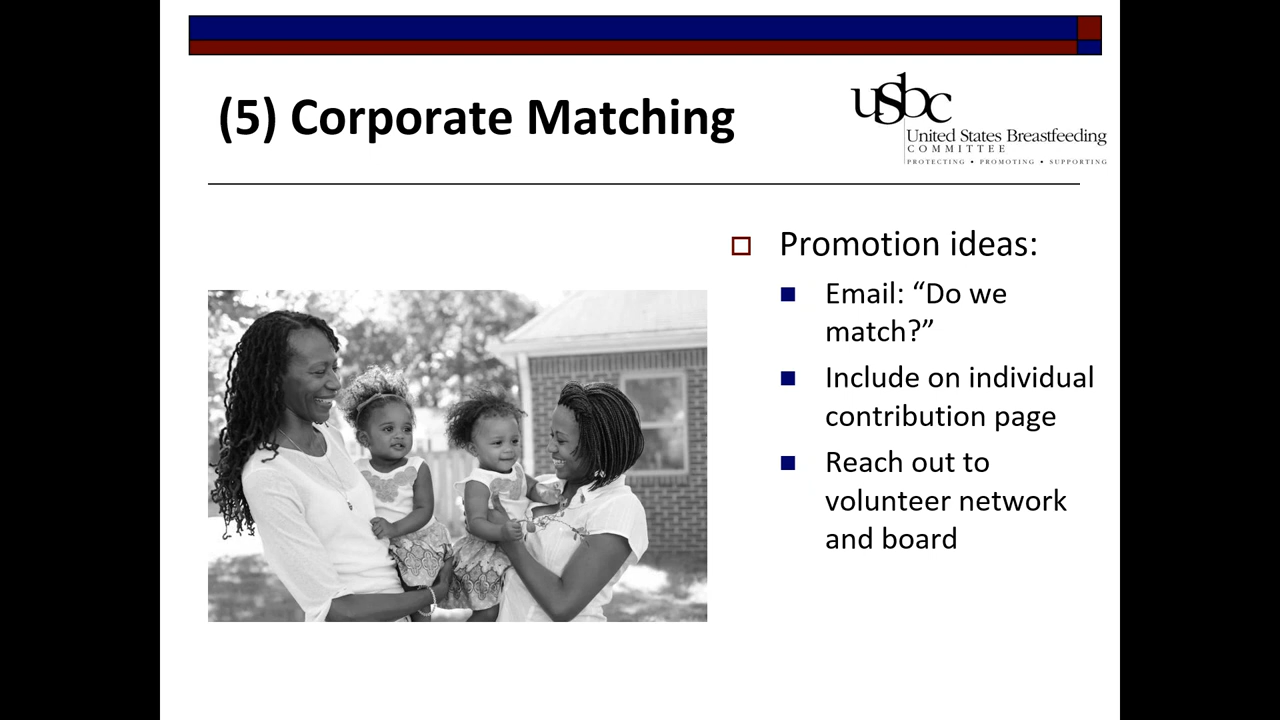 (5) Corporate Matching
usbc
United States Breastfeeding
COMMITTEE
PROTECTING • PROMOTING • SUPPORTING
Promotion ideas:
Email: “Do we
match?”
Include on individual
contribution page
Reach out to
volunteer network
and board